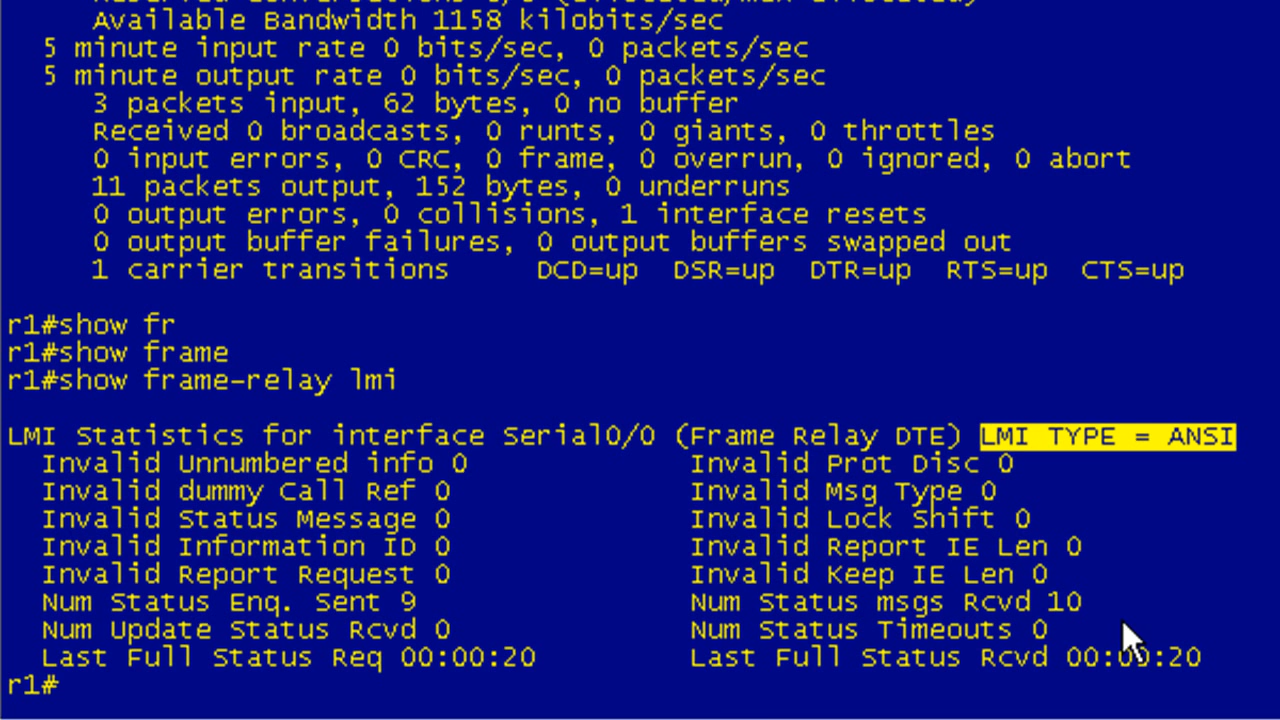 Available Bandwidth 1158 kilobits/sec
5 minute input rate 0 bits/sec, 0 packets/sec
5 minute output rate 0 bits/sec, 0 packets/sec
3 packets input, 62 bytes, 0 no buffer
Received 0 broadcasts, 0 runts, 0 giants, 0 throttles
0 input errors, 0 CRC, 0 frame, 0 overrun, 0 ignored, 0 abort
11 packets output, 152 bytes, 0 underruns
0 output errors, 0 collisions, 1 interface resets
0 output buffer failures, 0 output buffers swapped out
1 carrier transitions     DCD=up  DSR=up  DTR=up  RTS=up  CTS=up
r1#show fr
r1#show frame
r1#show frame-relay lmi
LMI Statistics for interface Serial0/0 (Frame Relay DTE) LMI TYPE = ANSI
Invalid Unnumbered info 0             Invalid Prot Disc 0
Invalid dummy Call Ref 0              Invalid Msg Type 0
Invalid Status Message 0              Invalid Lock Shift 0
Invalid Information ID 0              Invalid Report IE Len 0
Invalid Report Request 0              Invalid Keep IE Len 0
Num Status Enq. Sent 9                Num Status msgs Rcvd 10
Num Update Status Rcvd 0              Num Status Timeouts 0
Last Full Status Req 00:00:20         Last Full Status Rcvd 00:00:20
r1#